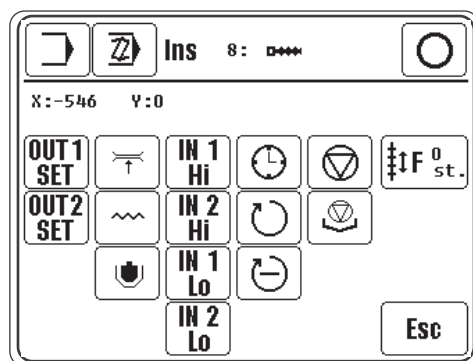 Ins 8:
X:-546 Y:0
OUT1 SET IN 1 Hi F 0 st.
OUT2 SET IN 2 Hi
IN 1 Lo
IN 2 Lo Esc